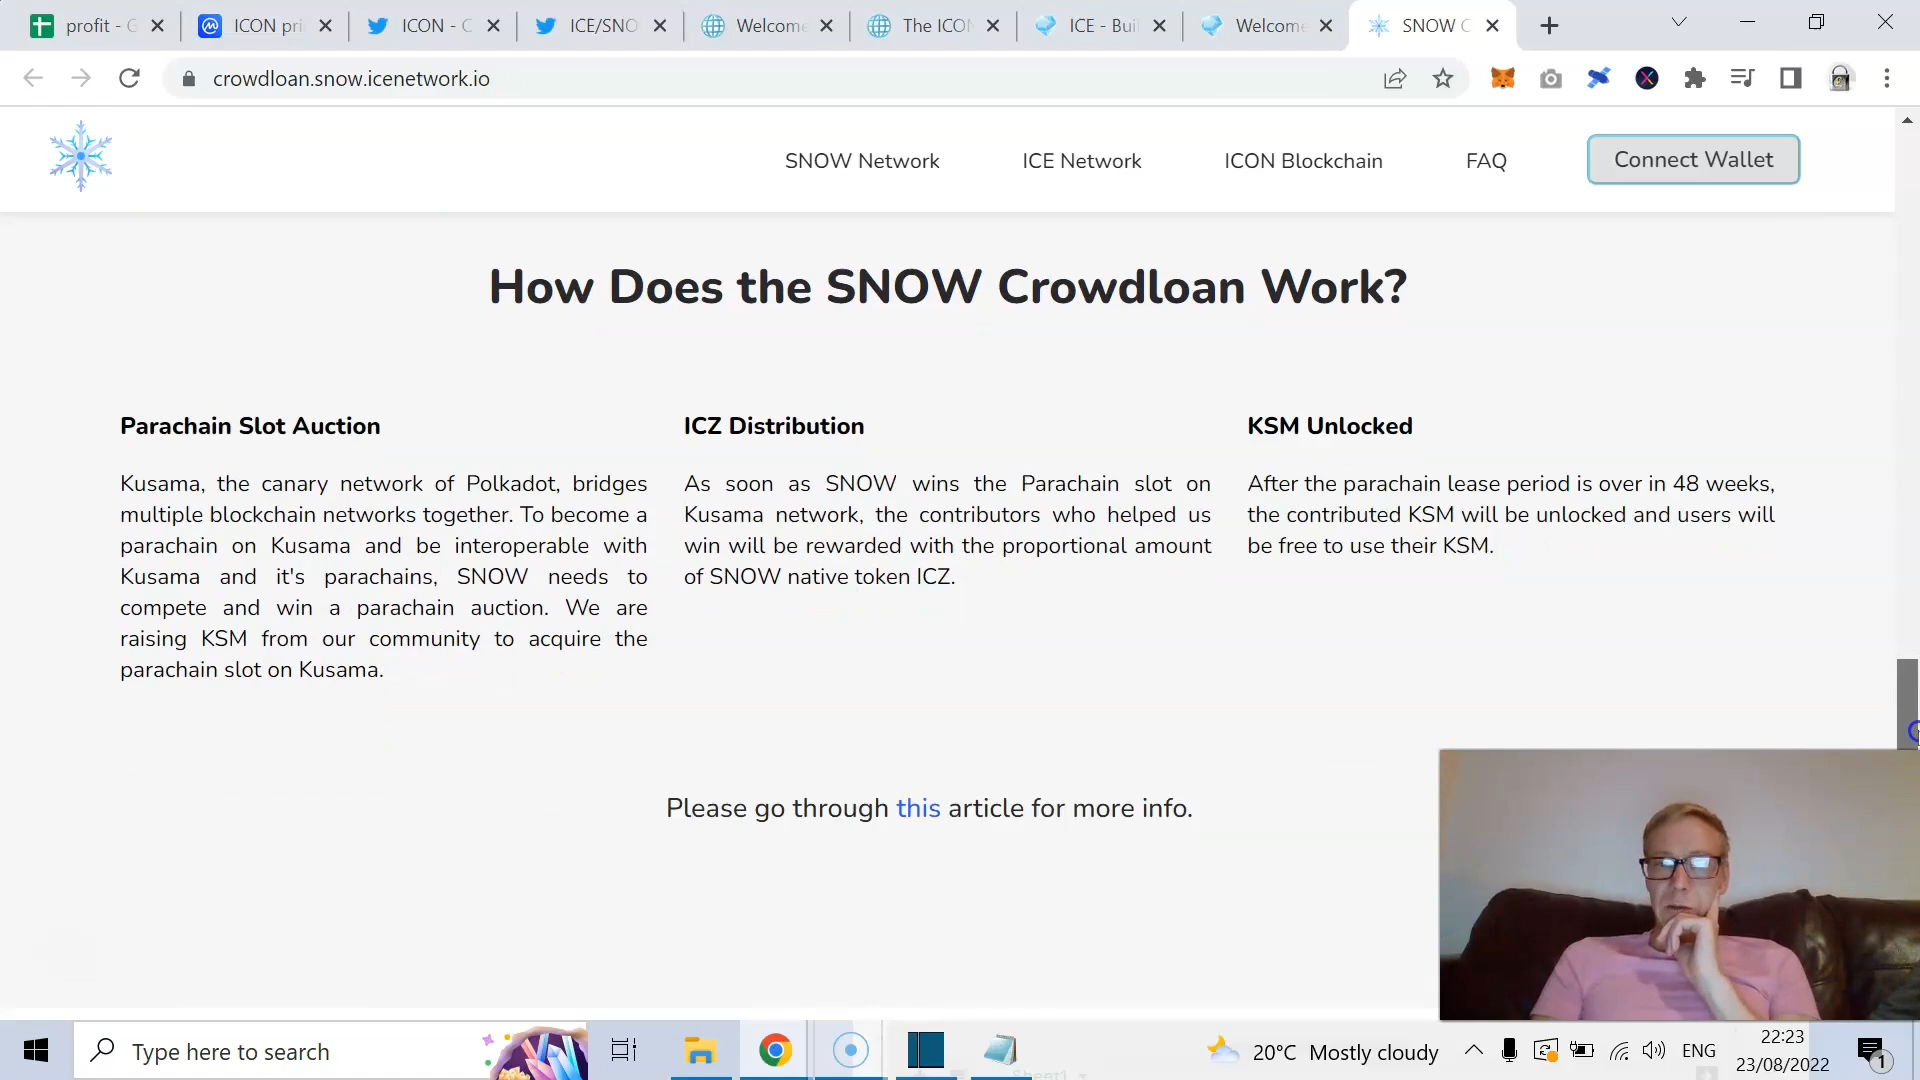 profit - G
ICON pri
ICON - C
ICE/SNO
Welcome
The ICON
ICE - Bui
Welcome
SNOW C
crowdloan.snow.icenetwork.io
SNOW Network
ICE Network
ICON Blockchain
FAQ
Connect Wallet
How Does the SNOW Crowdloan Work?
Parachain Slot Auction
Kusama, the canary network of Polkadot, bridges
multiple blockchain networks together. To become a
parachain on Kusama and be interoperable with
Kusama and it's parachains, SNOW needs to
compete and win a parachain auction. We are
raising KSM from our community to acquire the
parachain slot on Kusama.
ICZ Distribution
As soon as SNOW wins the Parachain slot on
Kusama network, the contributors who helped us
win will be rewarded with the proportional amount
of SNOW native token ICZ.
KSM Unlocked
After the parachain lease period is over in 48 weeks,
the contributed KSM will be unlocked and users will
be free to use their KSM.
Please go through this article for more info.
Type here to search
Sheet1
20°C Mostly cloudy
ENG
22:23
23/08/2022
1